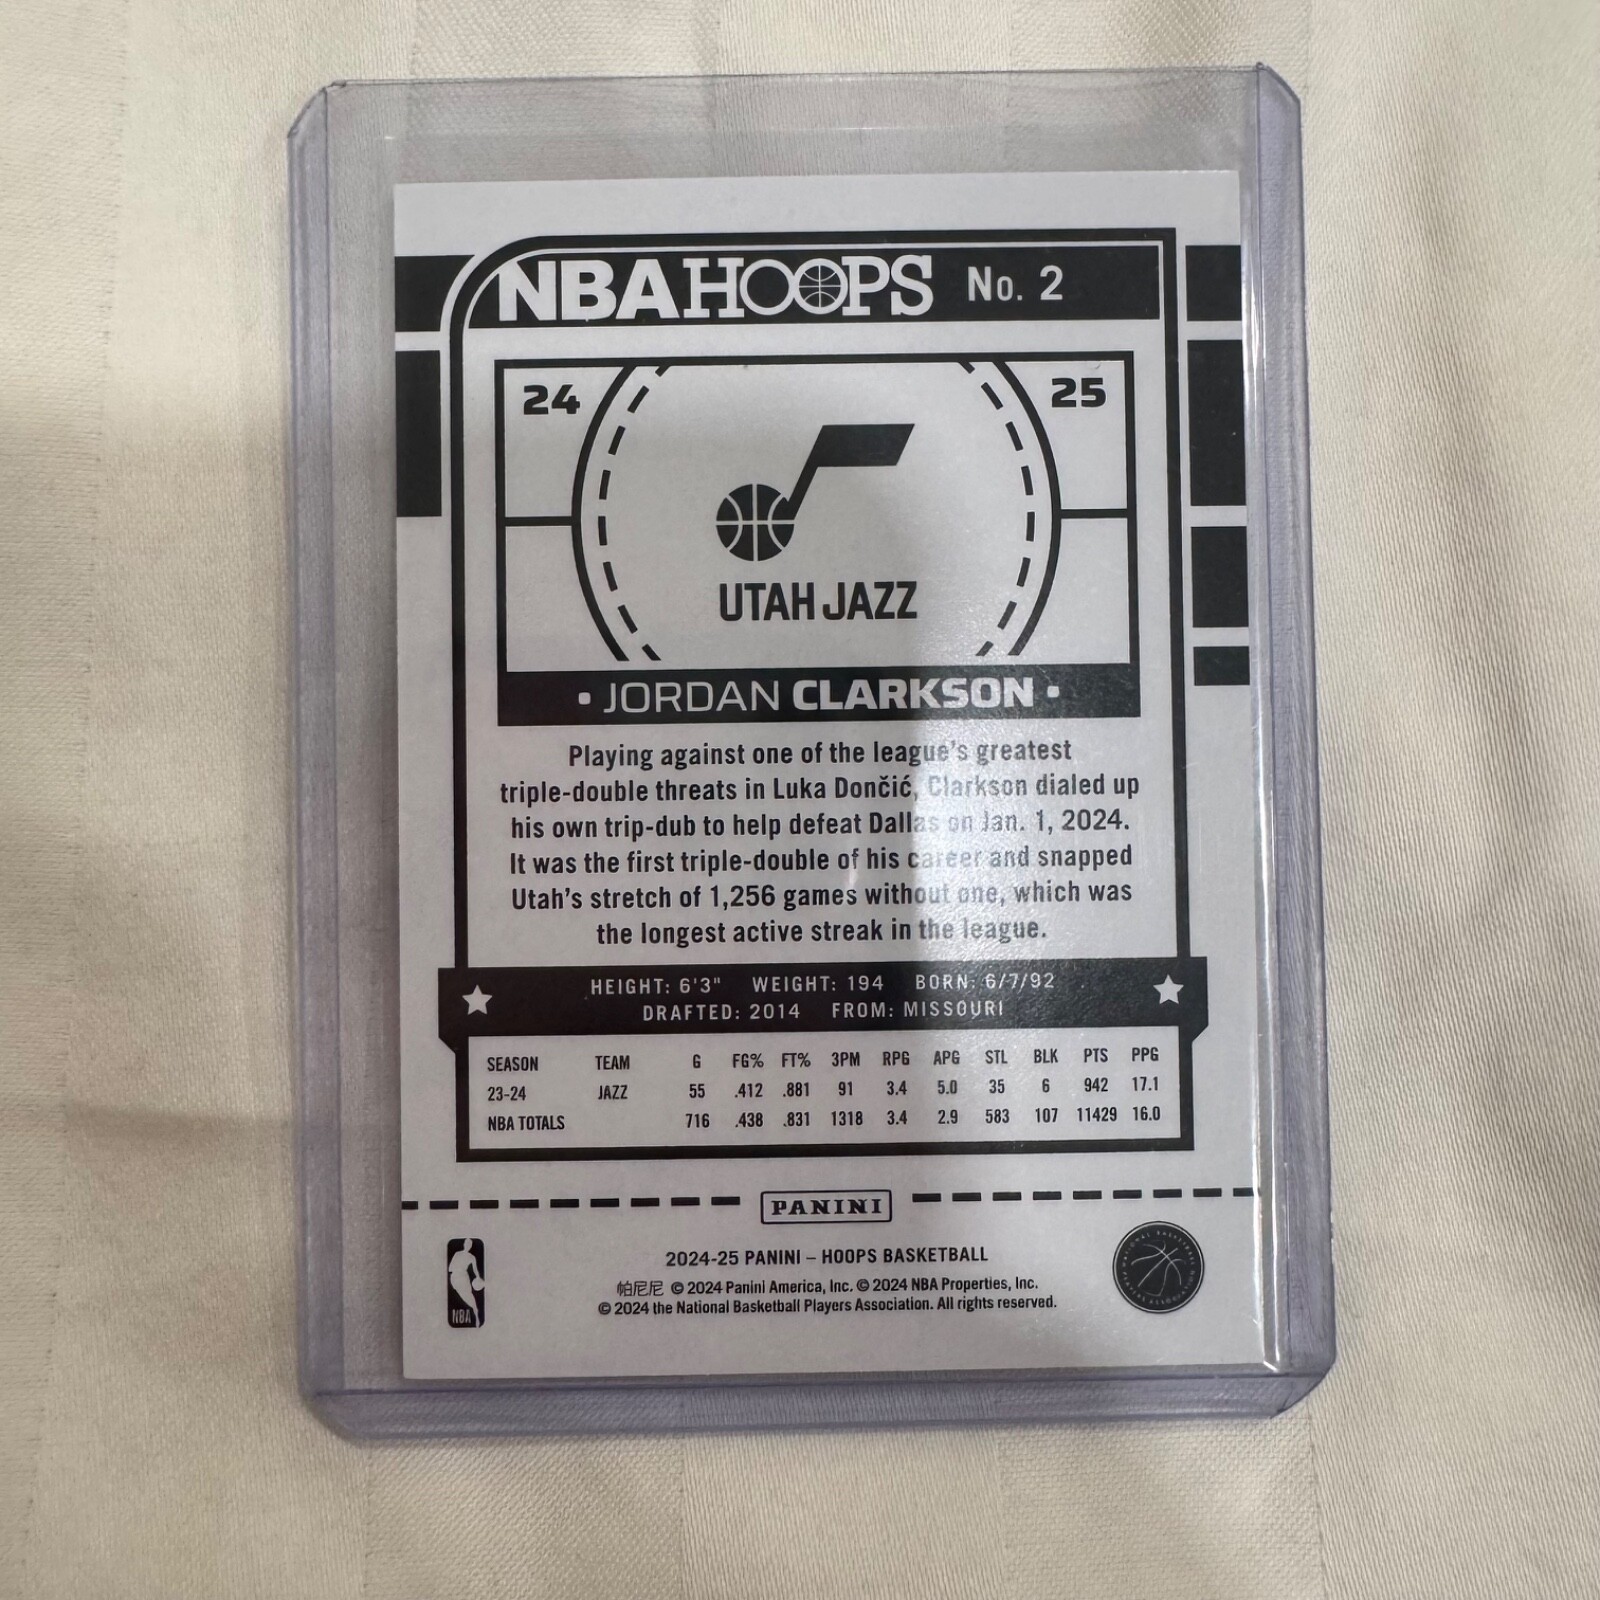 NBA HOOPS No. 2
24 25
UTAH JAZZ
• JORDAN CLARKSON •
Playing against one of the league's greatest
triple-double threats in Luka Dončić, Clarkson dialed up
his own trip-dub to help defeat Dallas on Jan. 1, 2024.
It was the first triple-double of his career and snapped
Utah's stretch of 1,256 games without one, which was
the longest active streak in the league.
HEIGHT: 6'3" WEIGHT: 194 BORN: 6/7/92
DRAFTED: 2014 FROM: MISSOURI
SEASON TEAM G FG% FT% 3PM RPG APG STL BLK PTS PPG
23-24 JAZZ 55 .412 .881 91 3.4 5.0 35 6 942 17.1
NBA TOTALS 716 .438 .831 1318 3.4 2.9 583 107 11429 16.0
PANINI
2024-25 PANINI – HOOPS BASKETBALL
帕尼尼 © 2024 Panini America, Inc. © 2024 NBA Properties, Inc.
© 2024 the National Basketball Players Association. All rights reserved.
NBA
NATIONAL BASKETBALL PLAYERS ASSOCIATION